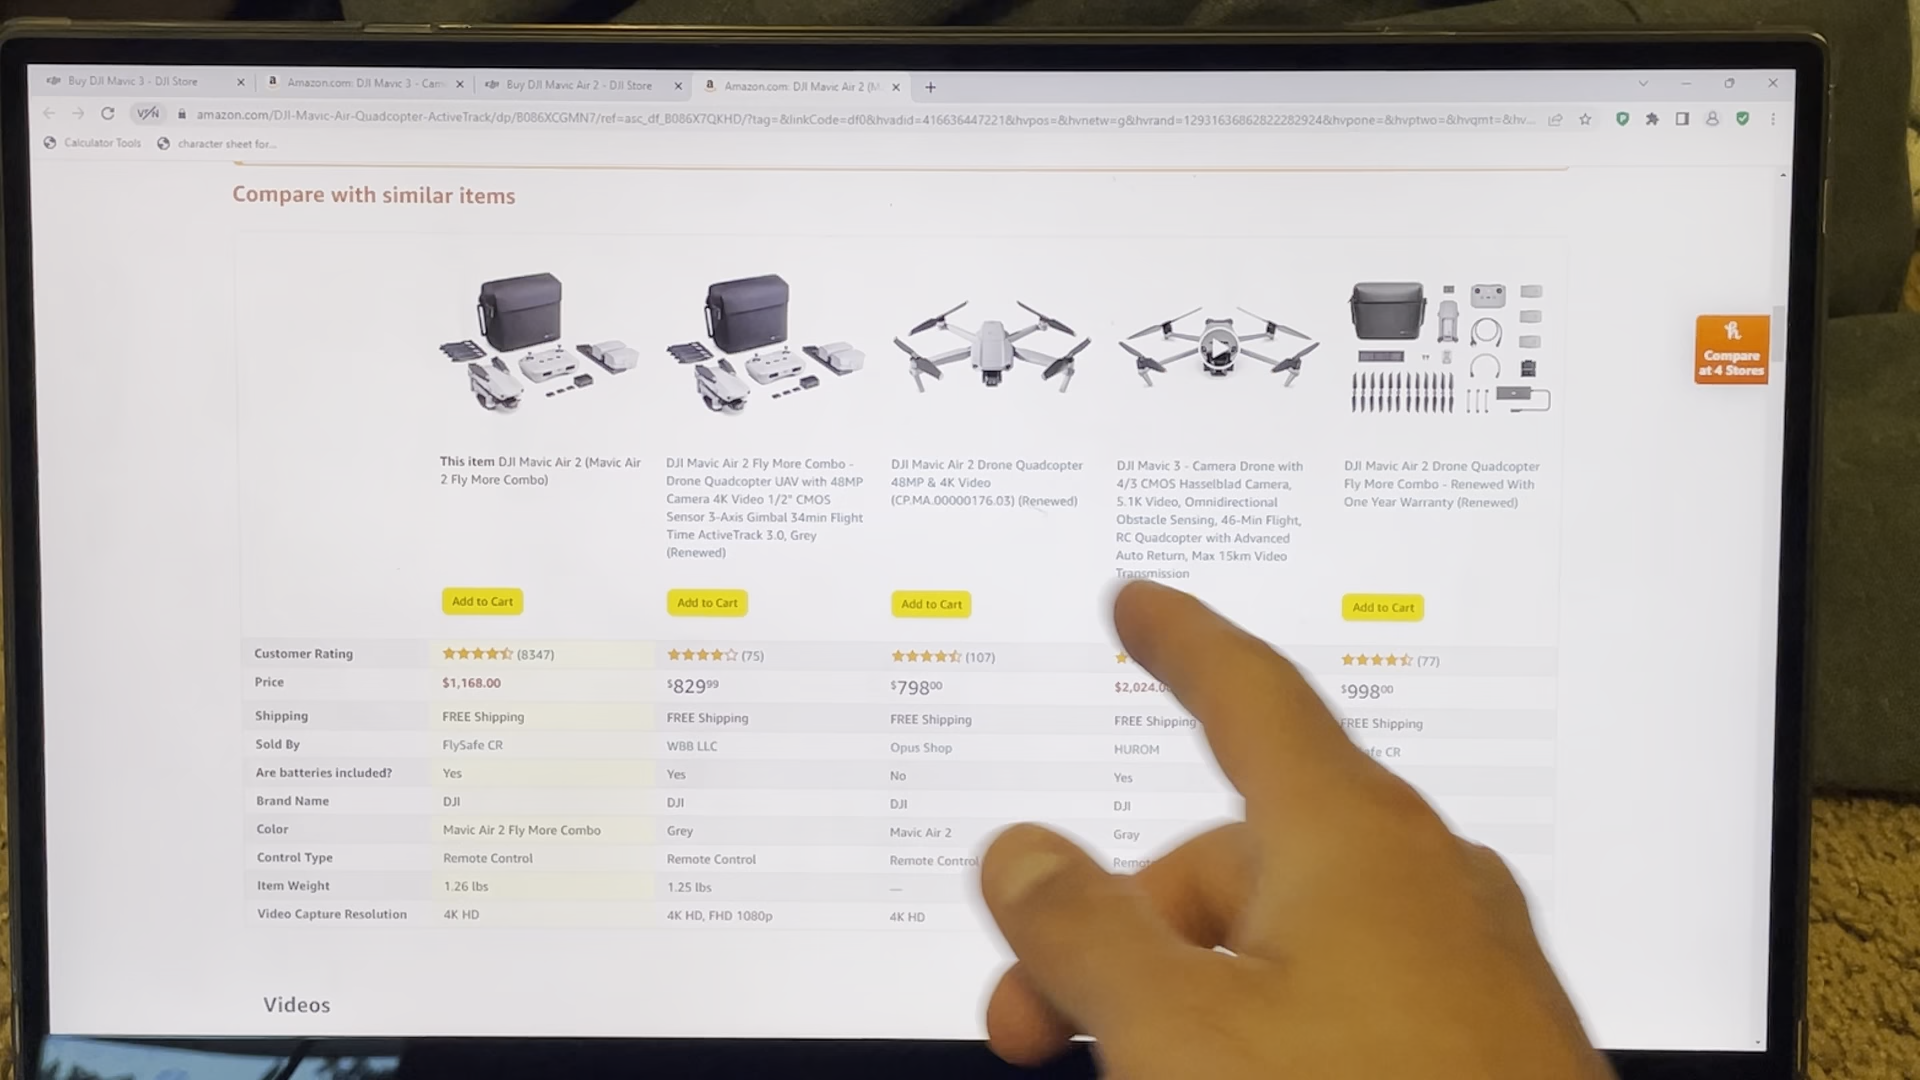 Buy DJI Mavic 3 - DJI Store
Amazon.com: DJI Mavic 3 - Cam
Buy DJI Mavic Air 2 - DJI Store
Amazon.com: DJI Mavic Air 2 (M
VPN
amazon.com/DJI-Mavic-Air-Quadcopter-ActiveTrack/dp/B086XCGMN7/ref=asc_df_B086X7QKHD/?tag=&linkCode=df0&hvadid=416636447221&hvpos=&hvnetw=g&hvrand=12931636862822282924&hvpone=&hvptwo=&hvqmt=&hv...
Calculator Tools
character sheet for...
Compare with similar items
Compare
at 4 Stores
This item DJI Mavic Air 2 (Mavic Air
2 Fly More Combo)
DJI Mavic Air 2 Fly More Combo -
Drone Quadcopter UAV with 48MP
Camera 4K Video 1/2" CMOS
Sensor 3-Axis Gimbal 34min Flight
Time ActiveTrack 3.0, Grey
(Renewed)
DJI Mavic Air 2 Drone Quadcopter
48MP & 4K Video
(CP.MA.00000176.03) (Renewed)
DJI Mavic 3 - Camera Drone with
4/3 CMOS Hasselblad Camera,
5.1K Video, Omnidirectional
Obstacle Sensing, 46-Min Flight,
RC Quadcopter with Advanced
Auto Return, Max 15km Video
Transmission
DJI Mavic Air 2 Drone Quadcopter
Fly More Combo - Renewed With
One Year Warranty (Renewed)
Add to Cart
Add to Cart
Add to Cart
Add to Cart
Customer Rating (8347) (75) (107) (77)
Price $1,168.00 $82999 $79800 $2,024.0 $99800
Shipping FREE Shipping FREE Shipping FREE Shipping FREE Shipping FREE Shipping
Sold By FlySafe CR WBB LLC Opus Shop HUROM afe CR
Are batteries included? Yes Yes No Yes
Brand Name DJI DJI DJI DJI
Color Mavic Air 2 Fly More Combo Grey Mavic Air 2 Gray
Control Type Remote Control Remote Control Remote Control Remot
Item Weight 1.26 lbs 1.25 lbs —
Video Capture Resolution 4K HD 4K HD, FHD 1080p 4K HD
Videos